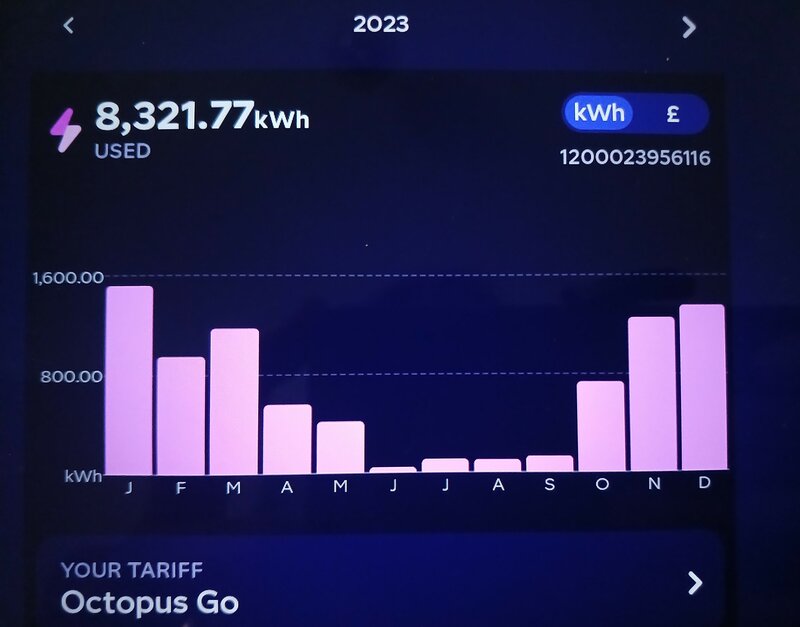 2023
8,321.77kWh
USED
kWh £
1200023956116
1,600.00
800.00
kWh
J F M A M J J A S O N D
YOUR TARIFF
Octopus Go